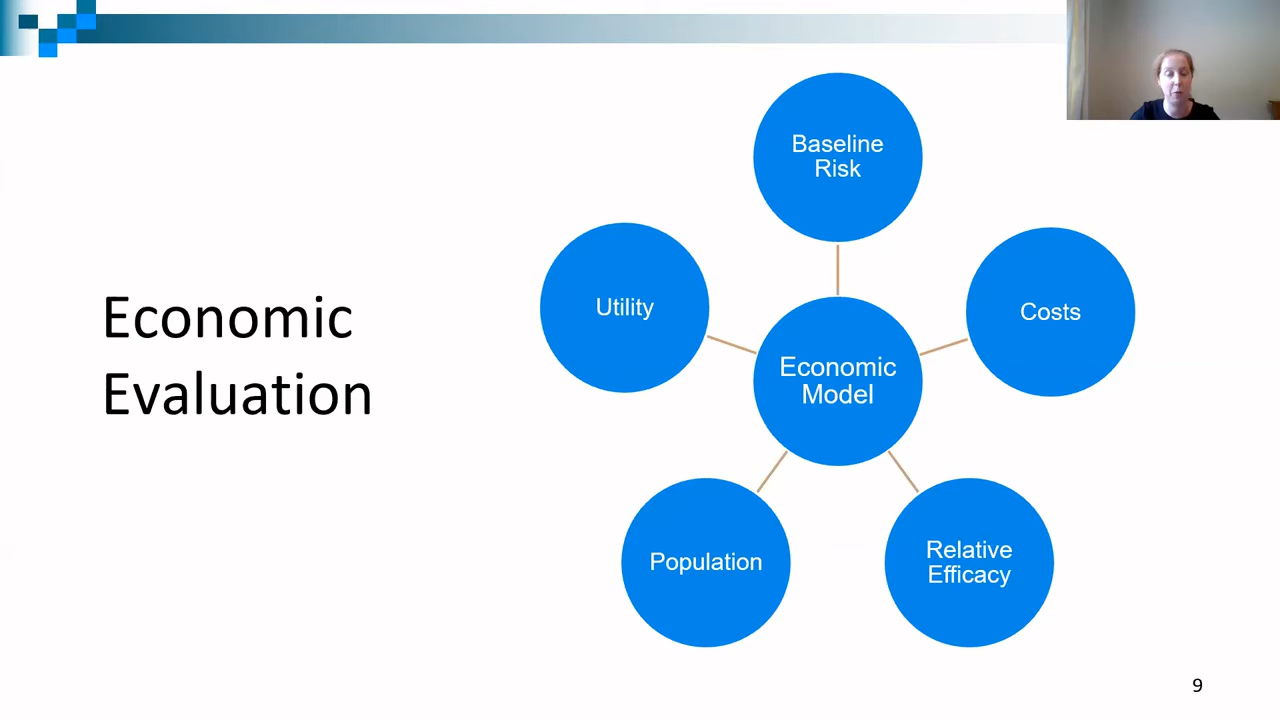 Economic
Evaluation
Baseline
Risk
Utility
Costs
Economic
Model
Population
Relative
Efficacy
9